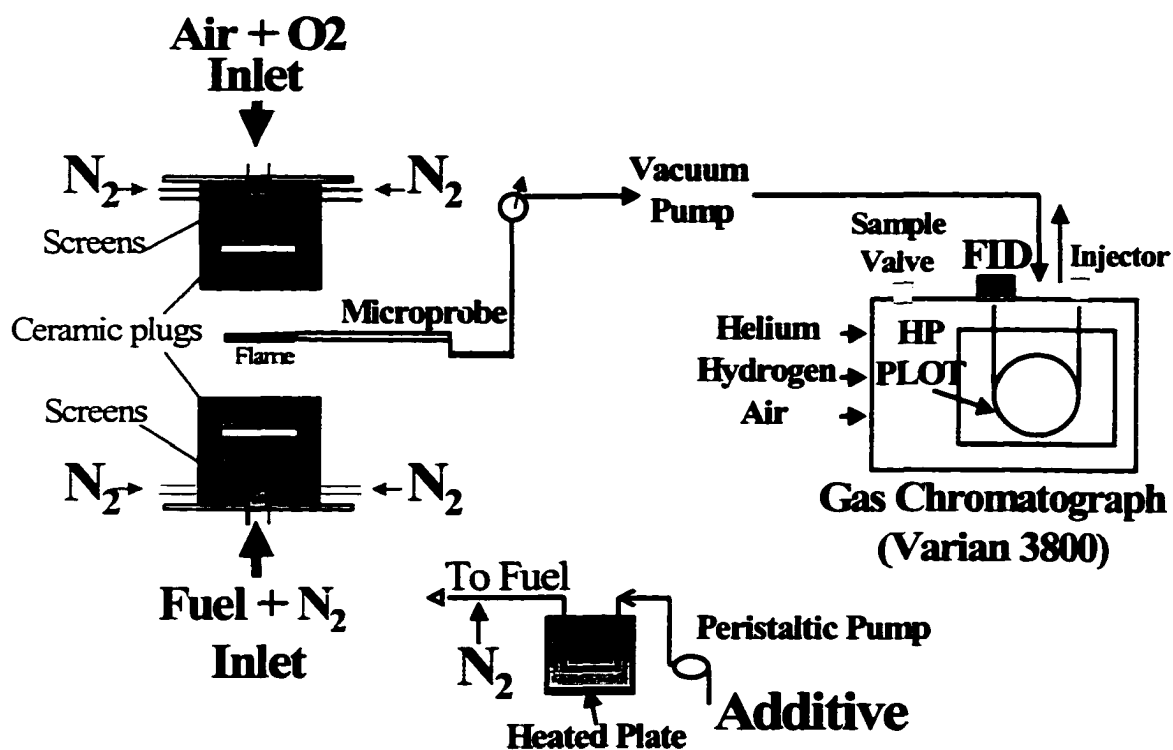 Air + O2
Inlet
N₂
N₂
Screens
Ceramic plugs
Microprobe
Flame
Screens
N₂
N₂
Fuel + N₂
Inlet
Vacuum
Pump
Sample
Valve
FID
Injector
Helium
Hydrogen
Air
HP
PLOT
Gas Chromatograph
(Varian 3800)
To Fuel
N₂
Peristaltic Pump
Additive
Heated Plate